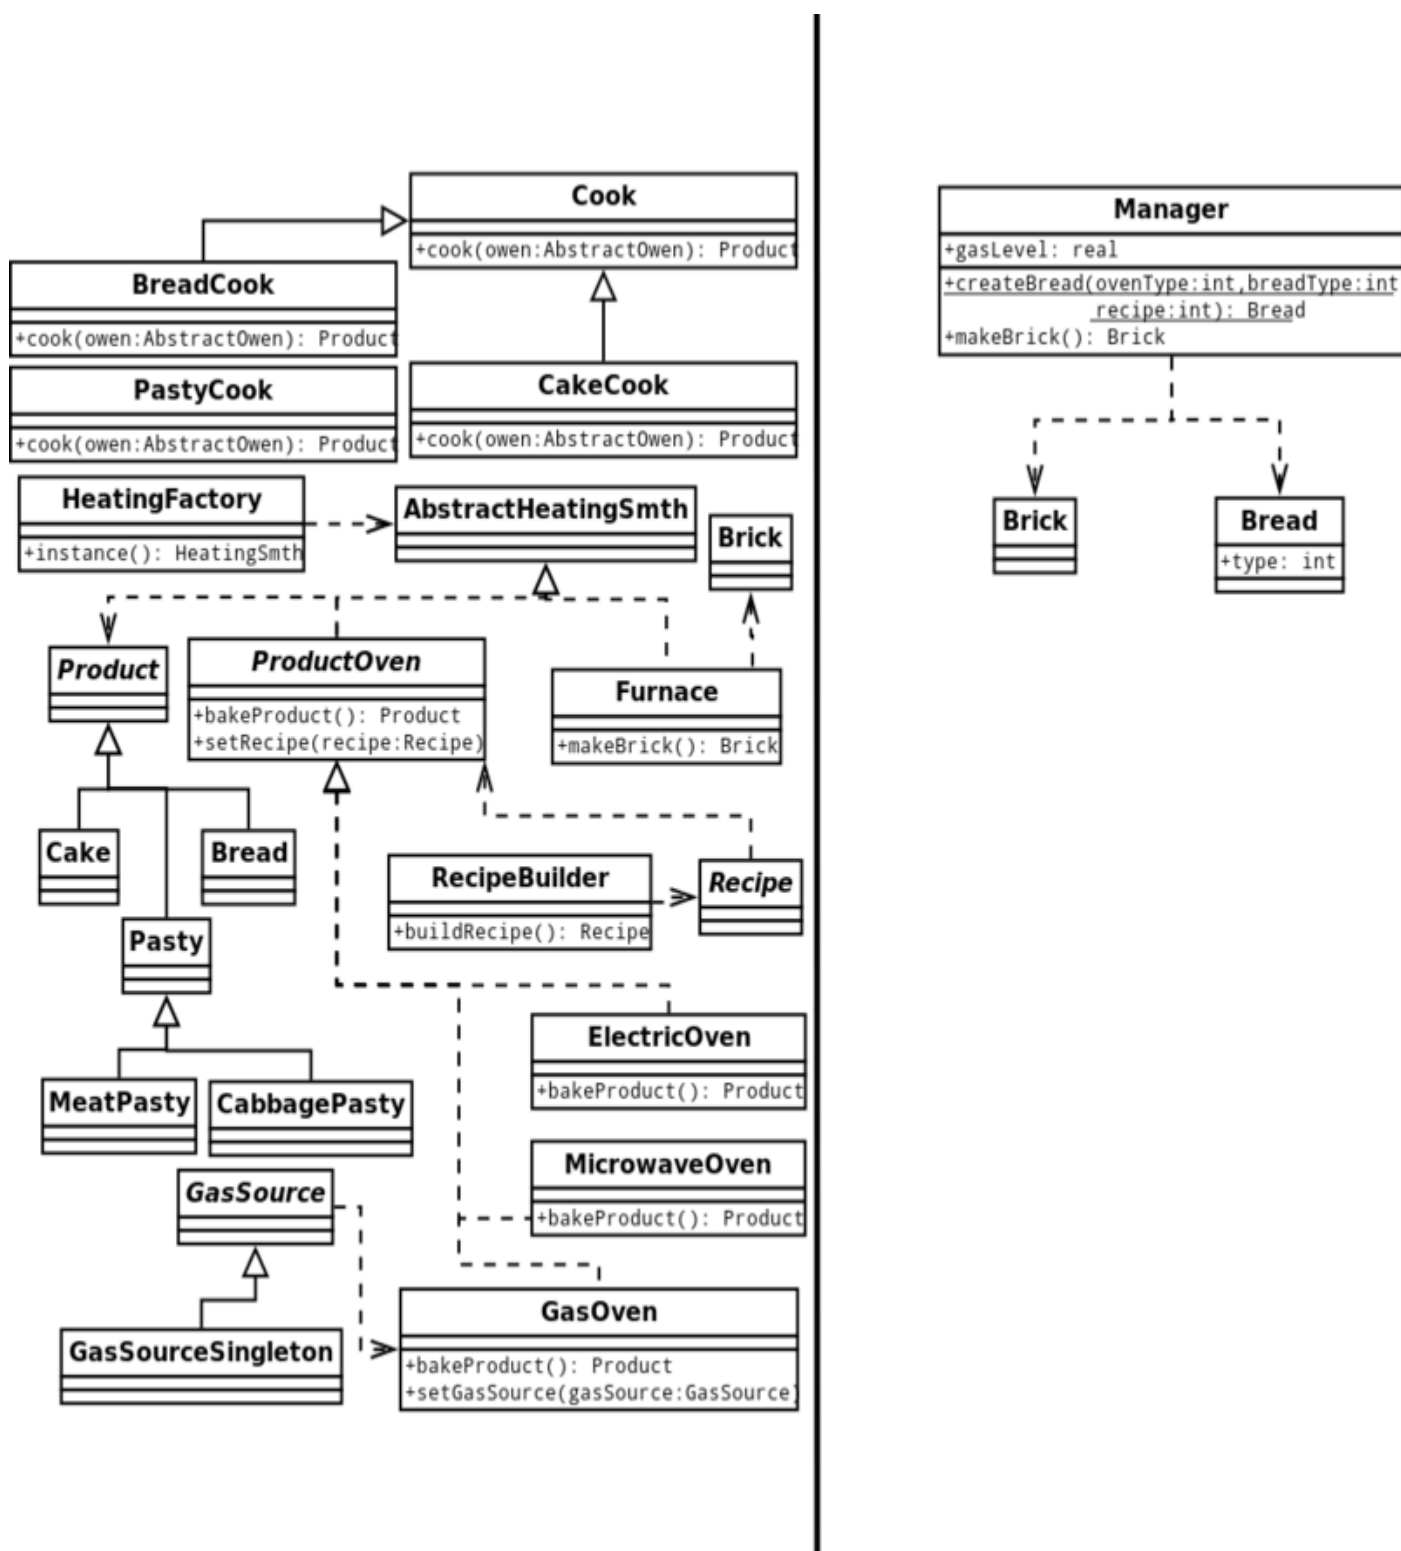 Cook
+cook(owen:AbstractOwen): Product
BreadCook
+cook(owen:AbstractOwen): Product
PastyCook
+cook(owen:AbstractOwen): Product
CakeCook
+cook(owen:AbstractOwen): Product
HeatingFactory
+instance(): HeatingSmth
AbstractHeatingSmth
Brick
Product
ProductOven
+bakeProduct(): Product
+setRecipe(recipe:Recipe)
Furnace
+makeBrick(): Brick
Cake
Bread
RecipeBuilder
+buildRecipe(): Recipe
Recipe
Pasty
ElectricOven
+bakeProduct(): Product
MeatPasty
CabbagePasty
MicrowaveOven
+bakeProduct(): Product
GasSource
GasOven
+bakeProduct(): Product
+setGasSource(gasSource:GasSource)
GasSourceSingleton
Manager
+gasLevel: real
+createBread(ovenType:int,breadType:int
recipe:int): Bread
+makeBrick(): Brick
Brick
Bread
+type: int